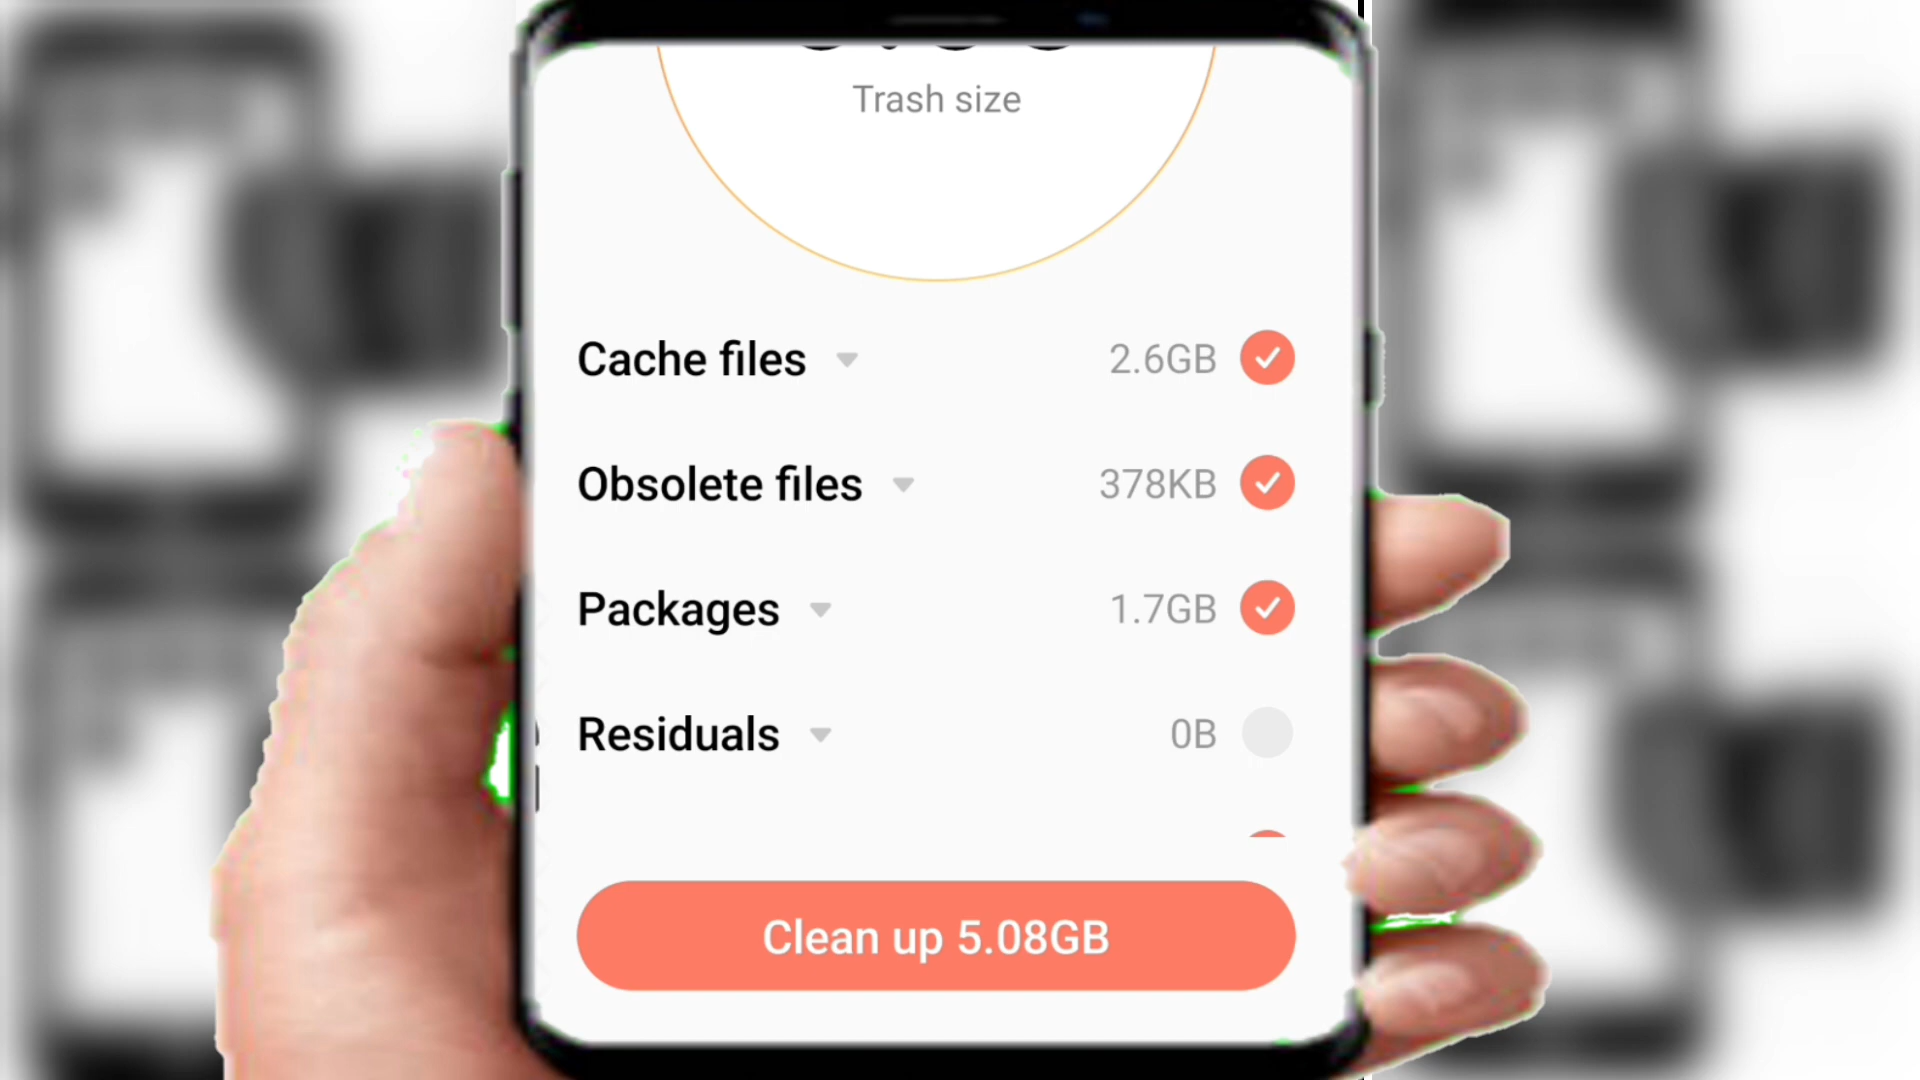 Trash size
Cache files 2.6GB
Obsolete files 378KB
Packages 1.7GB
Residuals 0B
Clean up 5.08GB